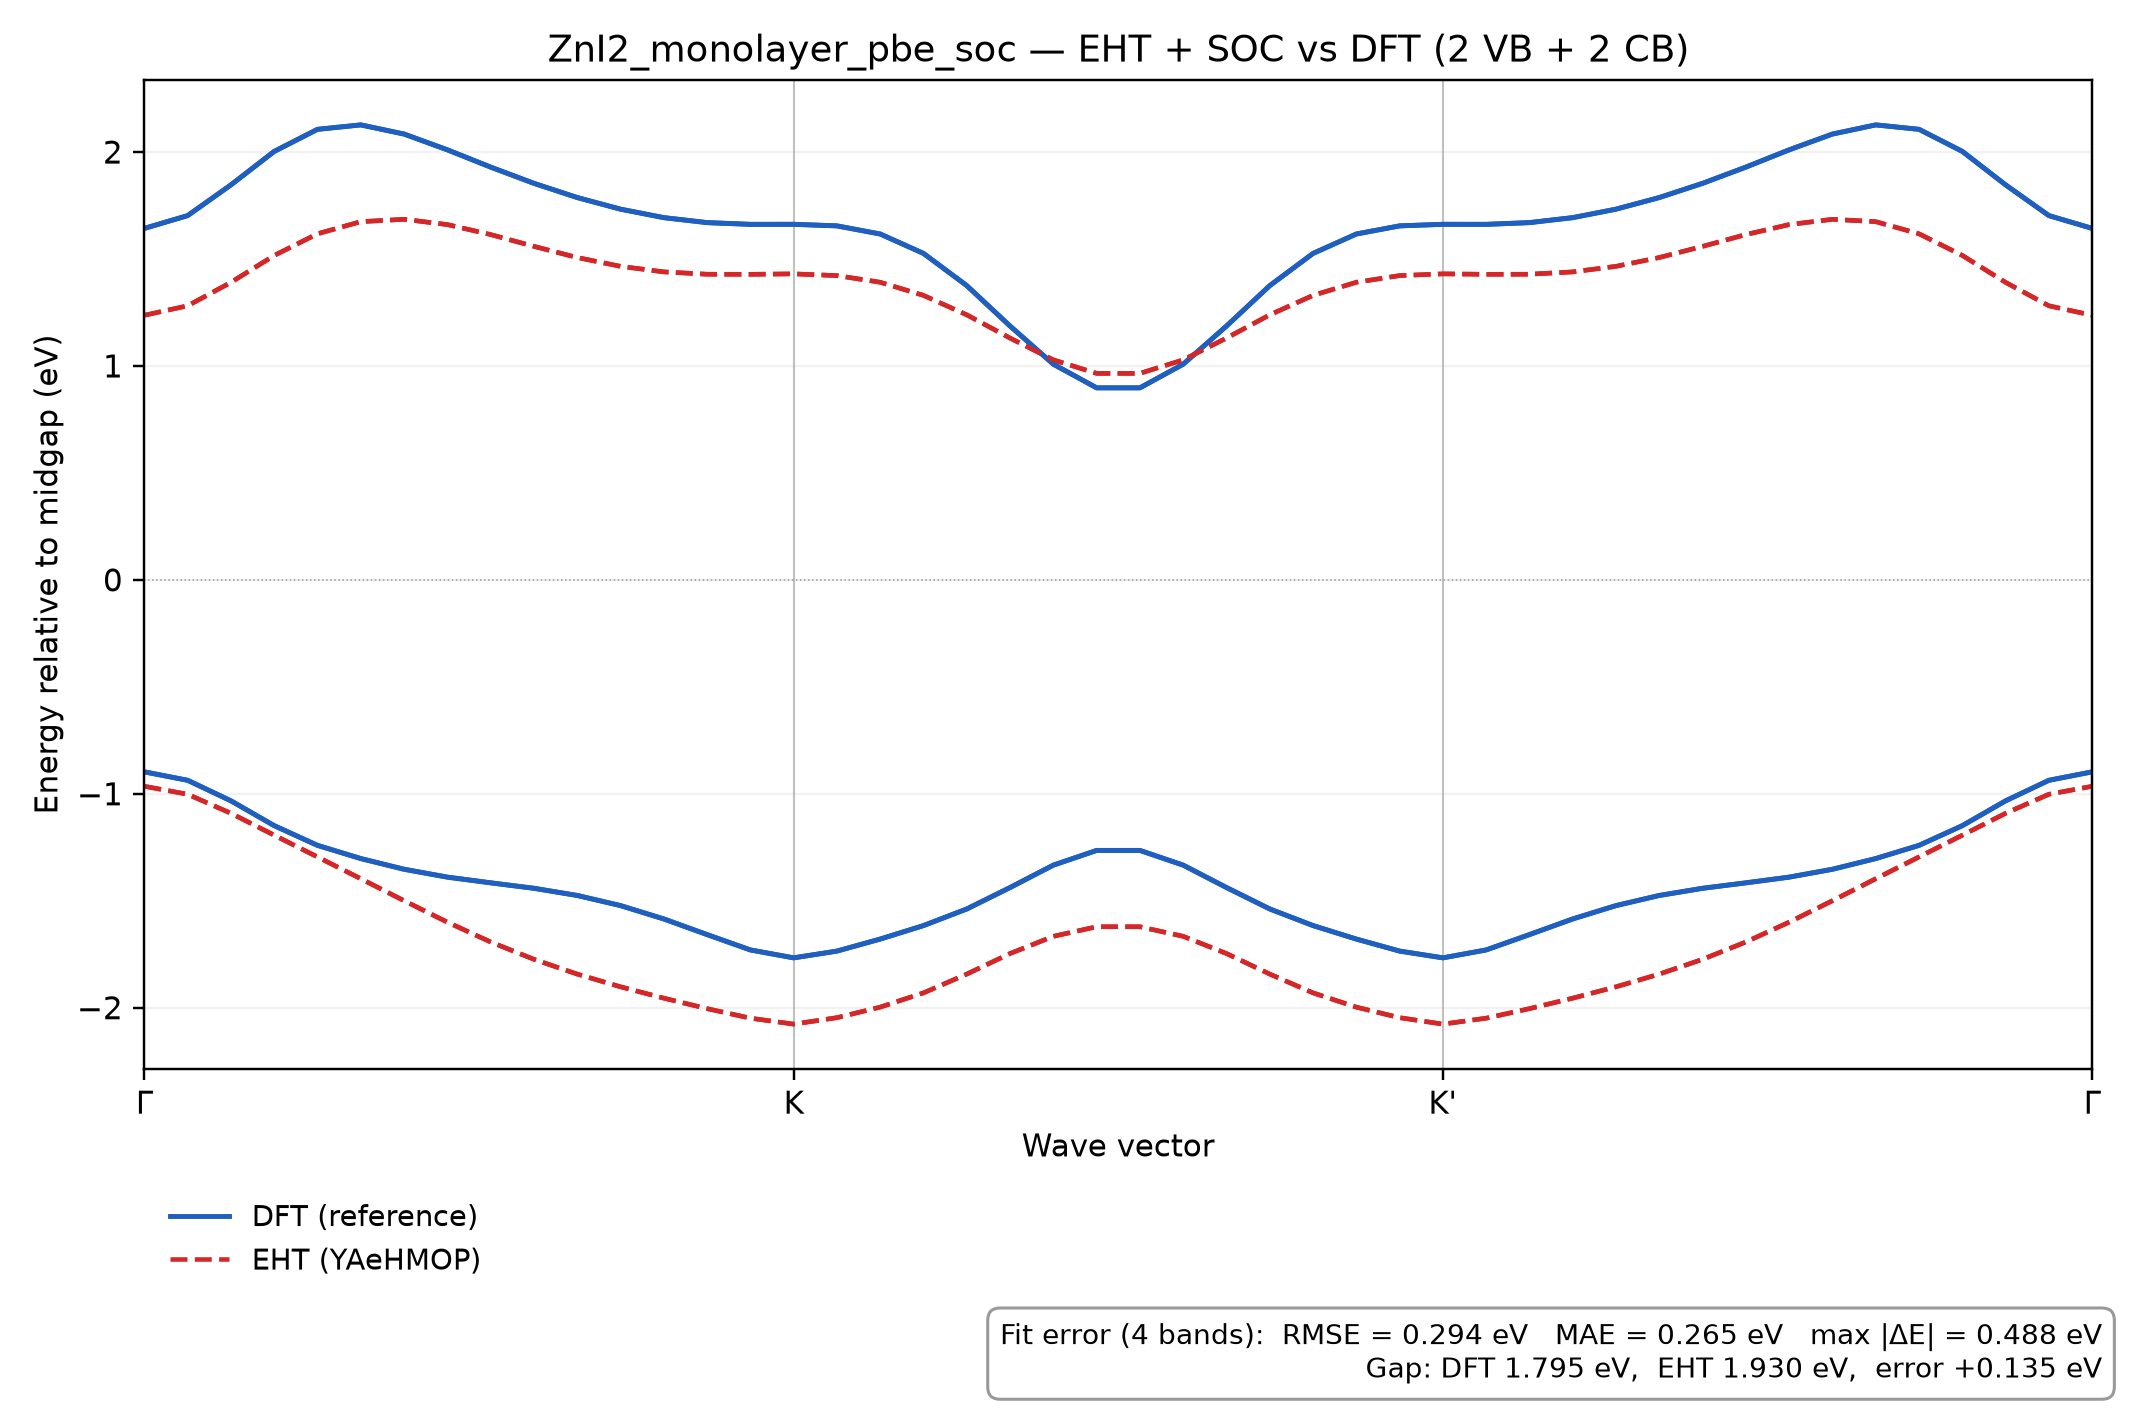 ZnI2_monolayer_pbe_soc — EHT + SOC vs DFT (2 VB + 2 CB)
Energy relative to midgap (eV)
2
1
0
−1
−2
Γ K K' Γ
Wave vector
DFT (reference)
EHT (YAeHMOP)
Fit error (4 bands): RMSE = 0.294 eV MAE = 0.265 eV max |ΔE| = 0.488 eV
Gap: DFT 1.795 eV, EHT 1.930 eV, error +0.135 eV